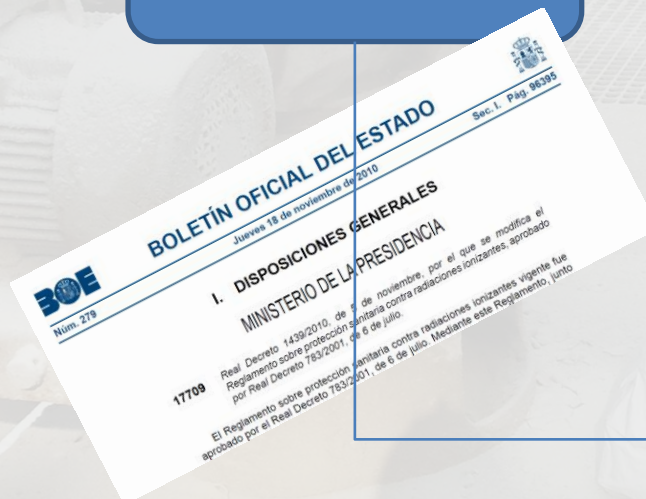 BOLETÍN OFICIAL DEL ESTADO
BOE
Núm. 279
Jueves 18 de noviembre de 2010
Sec. I. Pág. 96395
I. DISPOSICIONES GENERALES
MINISTERIO DE LA PRESIDENCIA
17709
Real Decreto 1439/2010, de 5 de noviembre, por el que se modifica el
Reglamento sobre protección sanitaria contra radiaciones ionizantes, aprobado
por Real Decreto 783/2001, de 6 de julio.
El Reglamento sobre protección sanitaria contra radiaciones ionizantes vigente fue
aprobado por el Real Decreto 783/2001, de 6 de julio. Mediante este Reglamento, junto